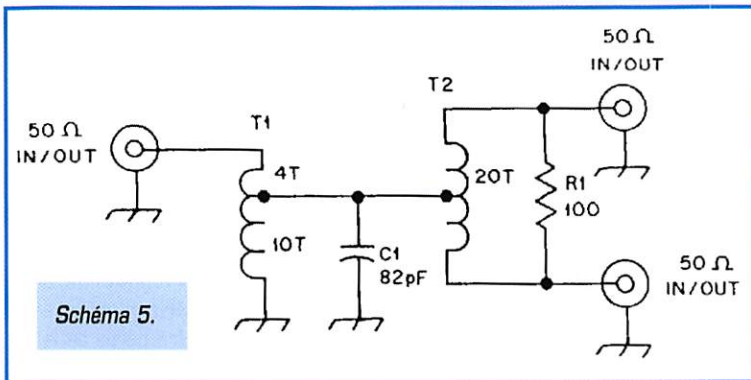 50 Ω
IN/OUT
T1
4T
10T
C1
82pF
T2
20T
R1
100
50 Ω
IN/OUT
50 Ω
IN/OUT
Schéma 5.